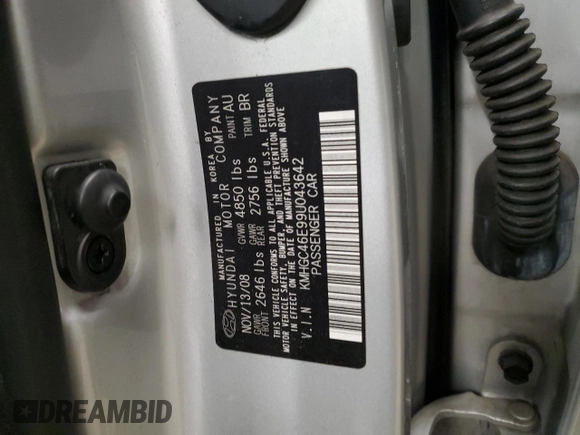 MANUFACTURED IN KOREA BY
HYUNDAI MOTOR COMPANY
NOV/13/08 GVWR 4850 lbs PAINT AU
GAWR FRONT 2646 lbs GAWR REAR 2756 lbs TRIM BR
THIS VEHICLE CONFORMS TO ALL APPLICABLE U.S.A. FEDERAL
MOTOR VEHICLE SAFETY, BUMPER, AND THEFT PREVENTION STANDARDS
IN EFFECT ON THE DATE OF MANUFACTURE SHOWN ABOVE
V.I.N KMHGC46E99U043642
PASSENGER CAR
DREAMBID